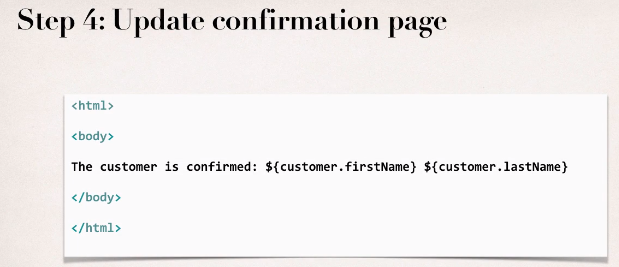 Step 4: Update confirmation page
<html>
<body>
The customer is confirmed: ${customer.firstName} ${customer.lastName}
</body>
</html>